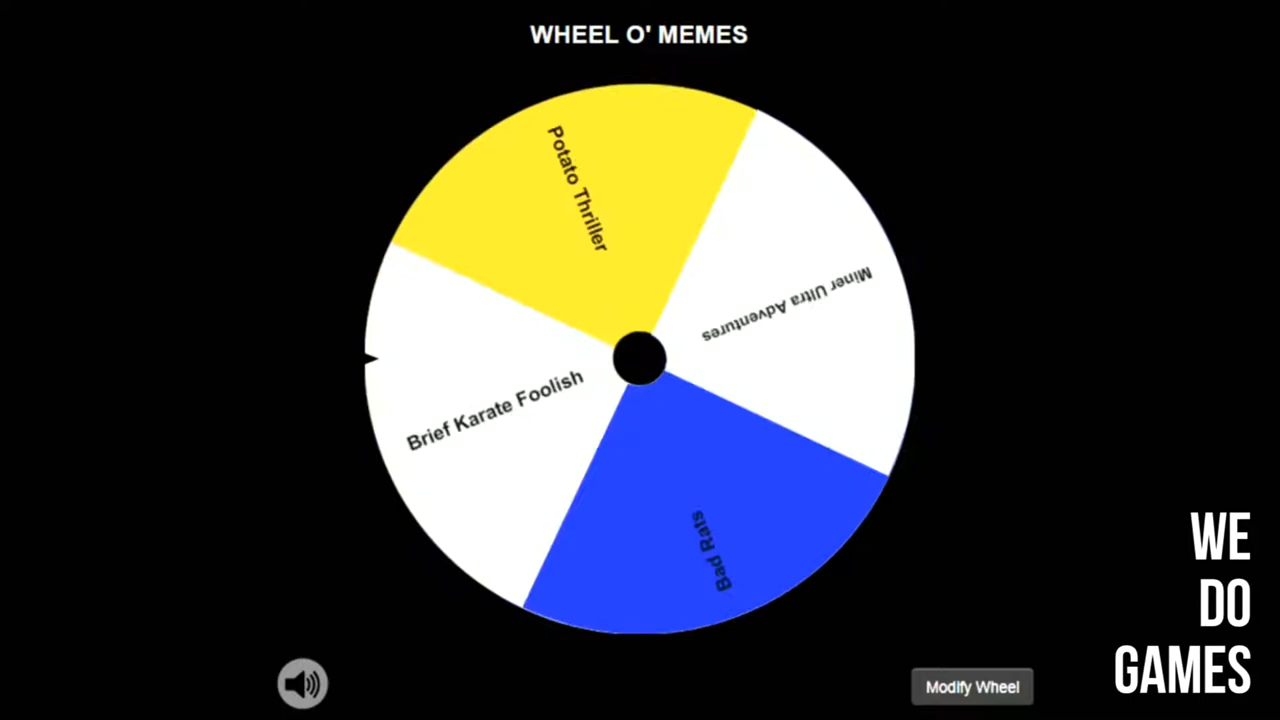 WHEEL O' MEMES
Potato Thriller
Miner Ultra Adventures
Brief Karate Foolish
Bad Rats
WE
DO
GAMES
Modify Wheel